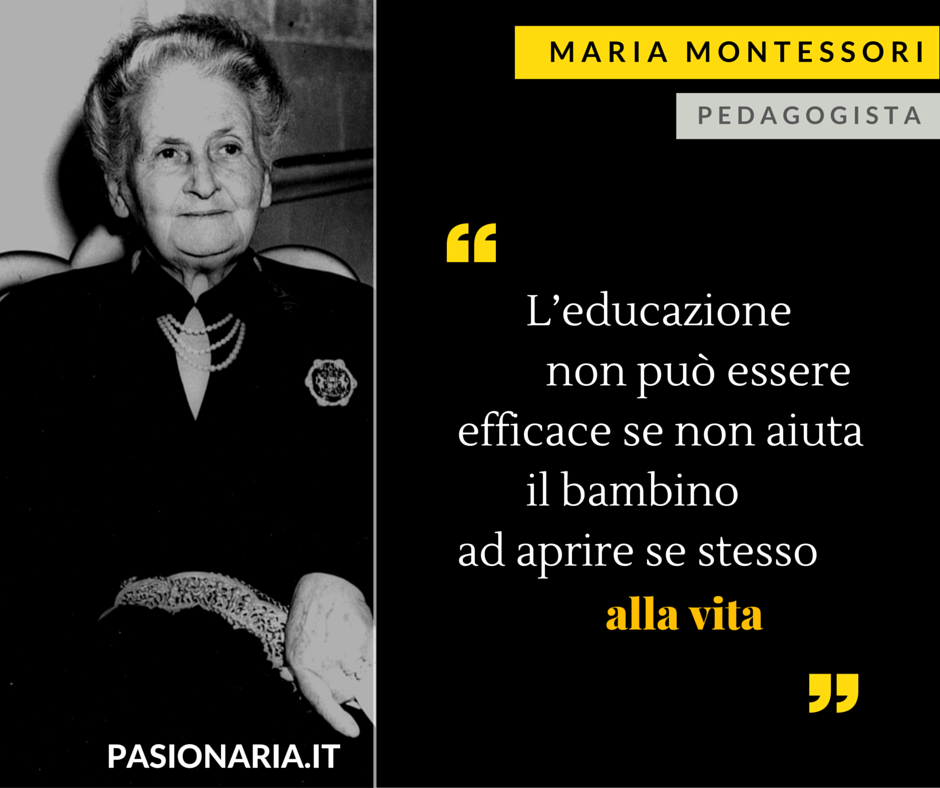 MARIA MONTESSORI
PEDAGOGISTA
“
L’educazione
non può essere
efficace se non aiuta
il bambino
ad aprire se stesso
alla vita
”
PASIONARIA.IT